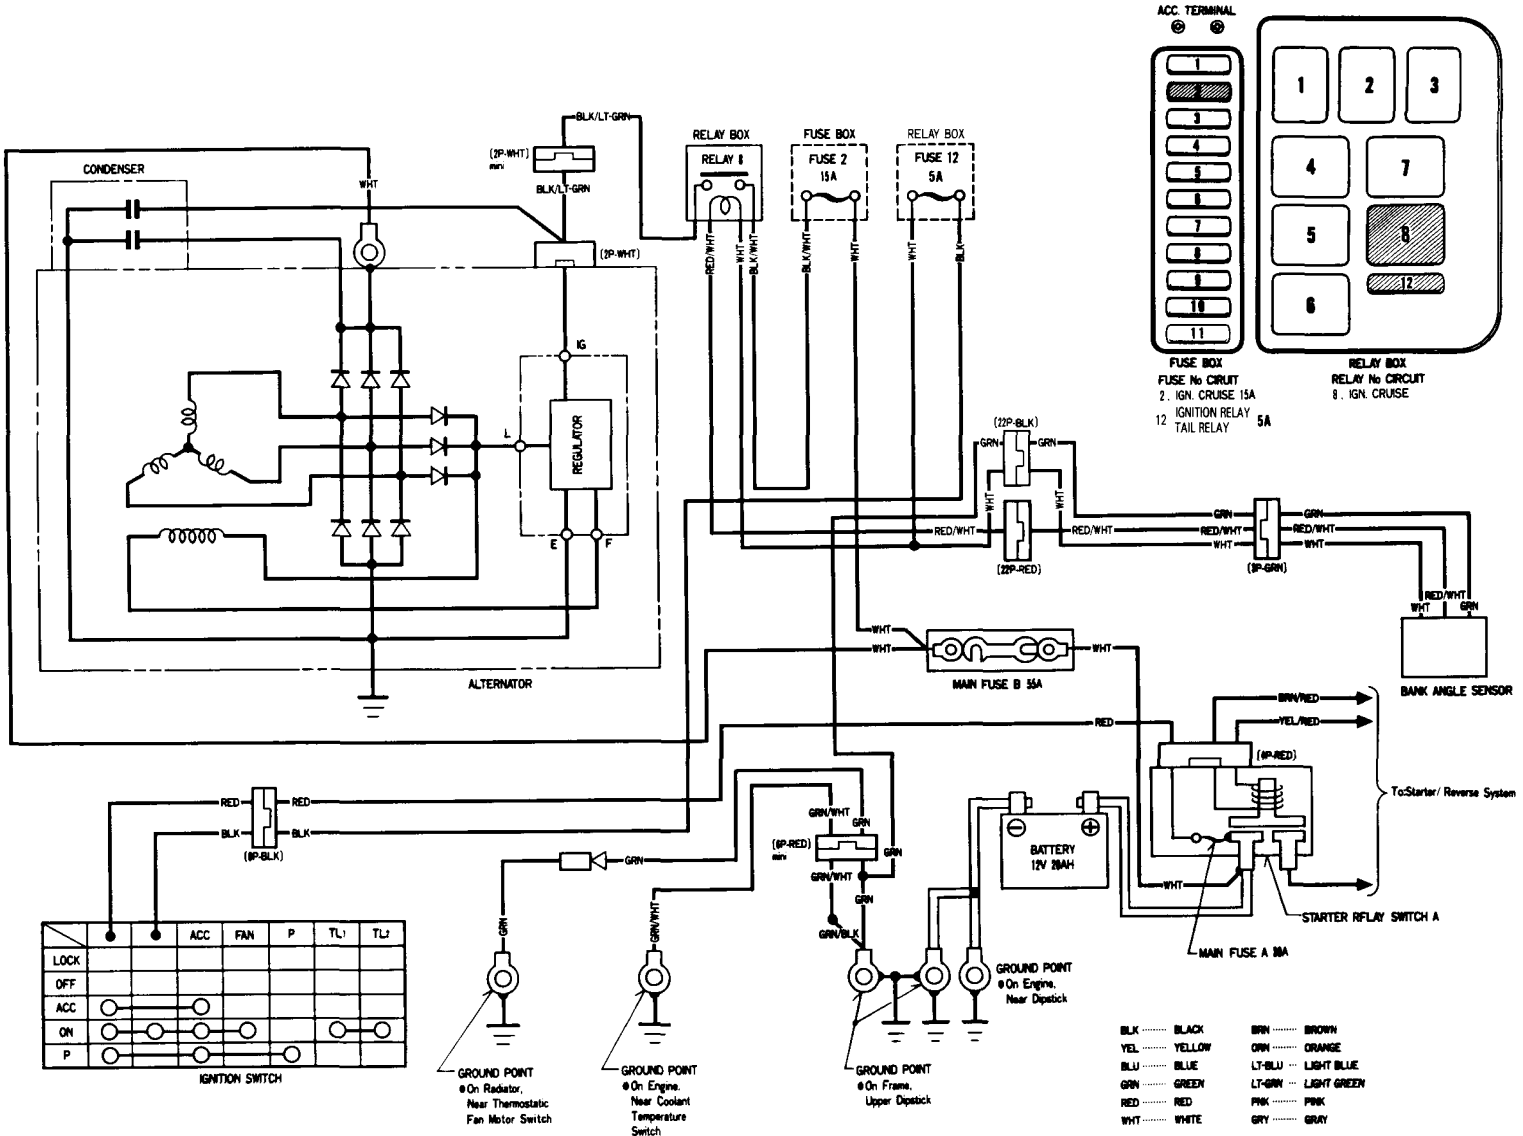 ACC. TERMINAL
1
2
3
4
5
6
7
8
9
10
11
1
2
3
4
7
5
8
12
6
FUSE BOX
FUSE No CIRUIT
2. IGN. CRUISE 15A
12 IGNITION RELAY 5A
TAIL RELAY
RELAY BOX
RELAY No CIRCUIT
8. IGN. CRUISE
CONDENSER
WHT
(2P-WHT)
mini
BLK/LT-GRN
BLK/LT-GRN
(2P-WHT)
RELAY BOX
RELAY 8
FUSE BOX
FUSE 2
15A
RELAY BOX
FUSE 12
5A
RED/WHT
WHT
BLK/WHT
BLK/WHT
WHT
WHT
BLK
IG
L
REGULATOR
E
F
ALTERNATOR
(22P-BLK)
GRN
GRN
WHT
WHT
RED/WHT
RED/WHT
(22P-RED)
GRN
RED/WHT
WHT
GRN
RED/WHT
WHT
(3P-GRN)
WHT
RED/WHT
GRN
BANK ANGLE SENSOR
WHT
WHT
WHT
MAIN FUSE B 55A
BRN/RED
YEL/RED
RED
(4P-RED)
To:Starter/ Reverse System
RED
RED
BLK
BLK
(8P-BLK)
GRN/WHT
GRN
(6P-RED)
mini
GRN
GRN/WHT
GRN
GRN/BLK
GRN
GRN
GRN/WHT
BATTERY
12V 28AH
WHT
STARTER RFLAY SWITCH A
MAIN FUSE A 30A
ACC FAN P TL1 TL2
LOCK
OFF
ACC
ON
P
IGNITION SWITCH
GROUND POINT
●On Radiator,
Near Thermostatic
Fan Motor Switch
GROUND POINT
●On Engine,
Near Coolant
Temperature
Switch
GROUND POINT
●On Frame,
Upper Dipstick
GROUND POINT
●On Engine,
Near Dipstick
BLK ········ BLACK
YEL ········ YELLOW
BLU ········ BLUE
GRN ········ GREEN
RED ········ RED
WHT ········ WHITE
BRN ········ BROWN
ORN ········ ORANGE
LT-BLU ·· LIGHT BLUE
LT-GRN ·· LIGHT GREEN
PNK ········ PINK
GRY ········ GRAY